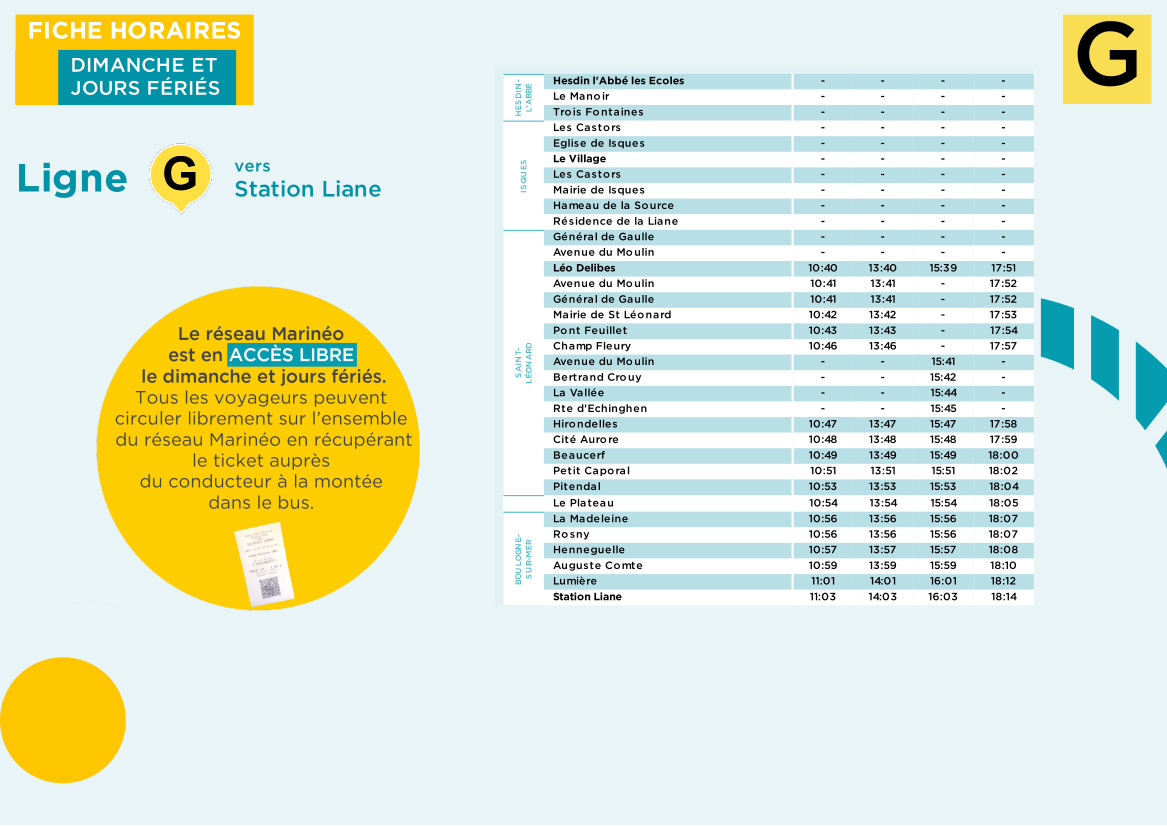 FICHE HORAIRES
DIMANCHE ET
JOURS FÉRIÉS
G
Ligne G vers
Station Liane
Le réseau Marinéo
est en ACCÈS LIBRE
le dimanche et jours fériés.
Tous les voyageurs peuvent
circuler librement sur l'ensemble
du réseau Marinéo en récupérant
le ticket auprès
du conducteur à la montée
dans le bus.
HESDIN-
L'ABBÉ
Hesdin l'Abbé les Ecoles - - - -
Le Manoir - - - -
Trois Fontaines - - - -
ISQUES
Les Castors - - - -
Eglise de Isques - - - -
Le Village - - - -
Les Castors - - - -
Mairie de Isques - - - -
Hameau de la Source - - - -
Résidence de la Liane - - - -
SAINT-
LÉONARD
Général de Gaulle - - - -
Avenue du Moulin - - - -
Léo Delibes 10:40 13:40 15:39 17:51
Avenue du Moulin 10:41 13:41 - 17:52
Général de Gaulle 10:41 13:41 - 17:52
Mairie de St Léonard 10:42 13:42 - 17:53
Pont Feuillet 10:43 13:43 - 17:54
Champ Fleury 10:46 13:46 - 17:57
Avenue du Moulin - - 15:41 -
Bertrand Crouy - - 15:42 -
La Vallée - - 15:44 -
Rte d'Echinghen - - 15:45 -
Hirondelles 10:47 13:47 15:47 17:58
Cité Aurore 10:48 13:48 15:48 17:59
Beaucerf 10:49 13:49 15:49 18:00
Petit Caporal 10:51 13:51 15:51 18:02
Pitendal 10:53 13:53 15:53 18:04
Le Plateau 10:54 13:54 15:54 18:05
BOULOGNE-
SUR-MER
La Madeleine 10:56 13:56 15:56 18:07
Rosny 10:56 13:56 15:56 18:07
Henneguelle 10:57 13:57 15:57 18:08
Auguste Comte 10:59 13:59 15:59 18:10
Lumière 11:01 14:01 16:01 18:12
Station Liane 11:03 14:03 16:03 18:14